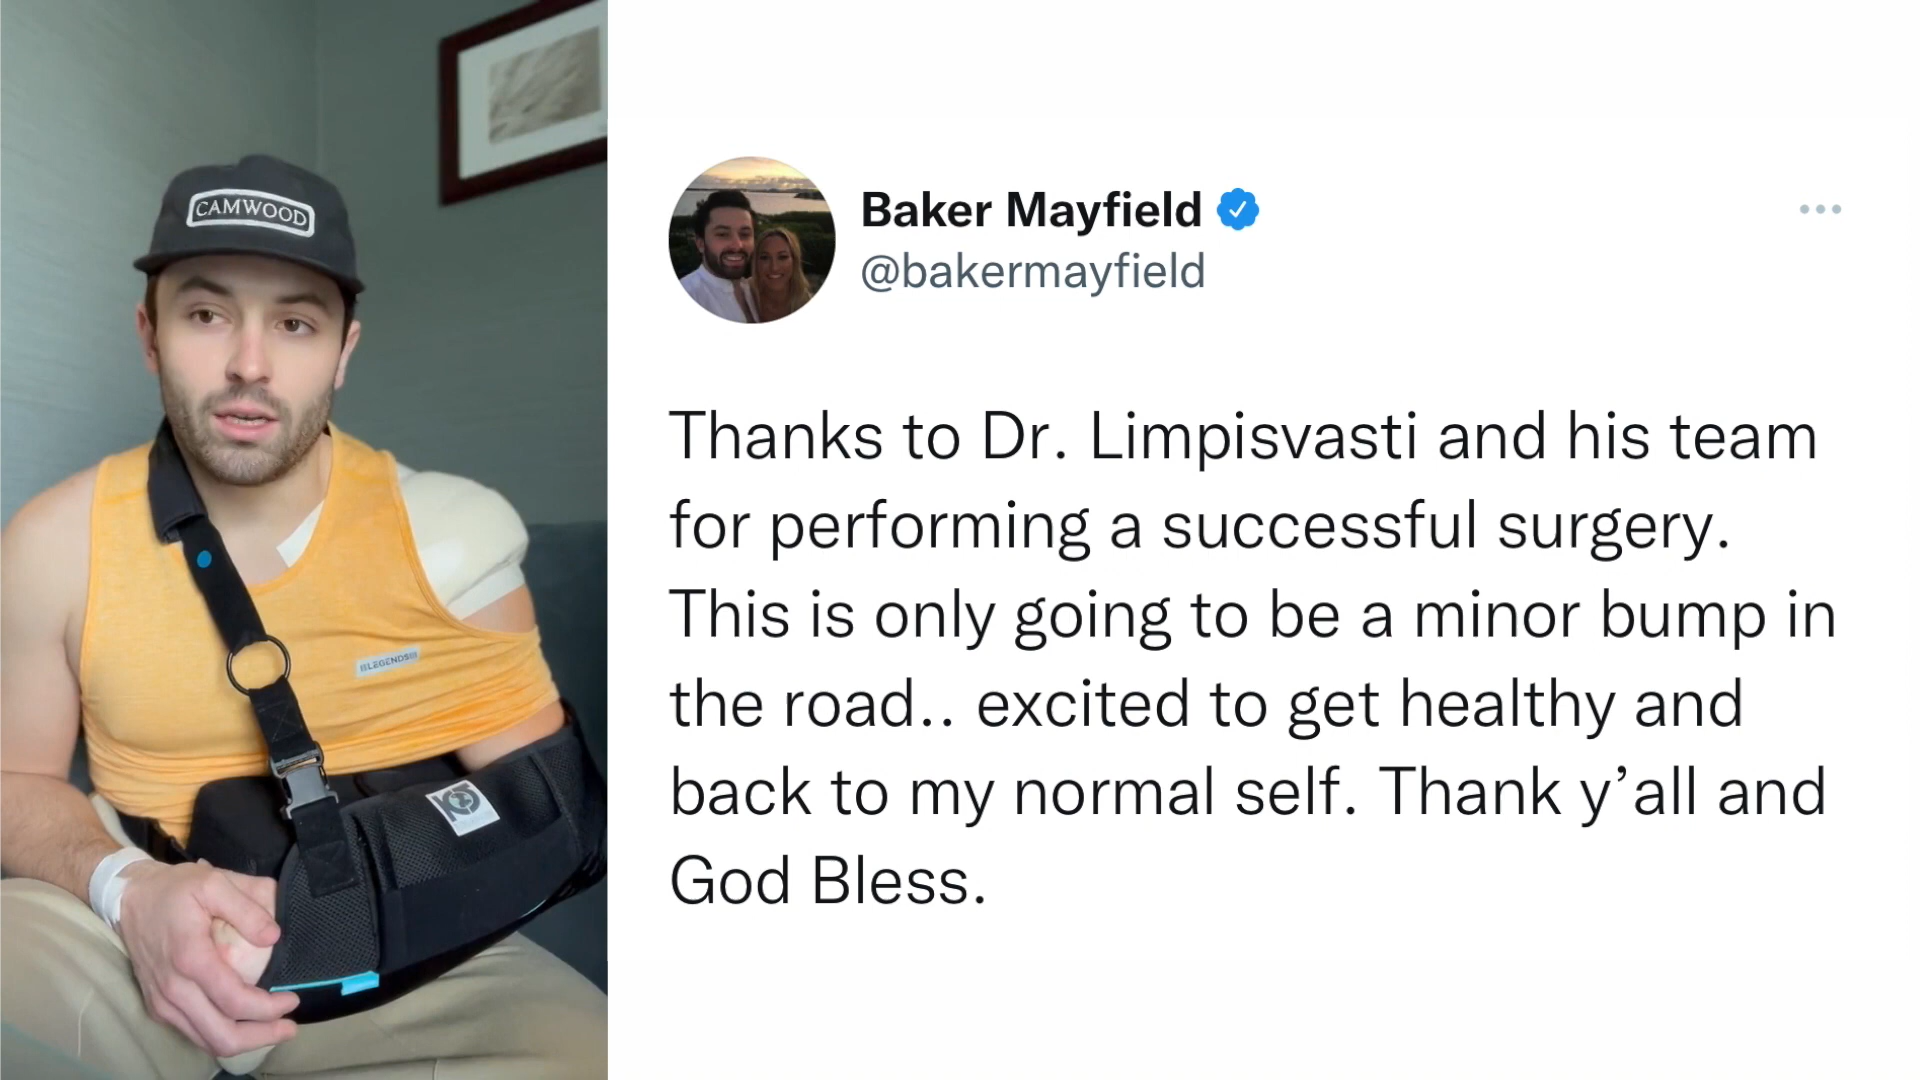 CAMWOOD
LEGENDS
Baker Mayfield
@bakermayfield
Thanks to Dr. Limpisvasti and his team
for performing a successful surgery.
This is only going to be a minor bump in
the road.. excited to get healthy and
back to my normal self. Thank y’all and
God Bless.